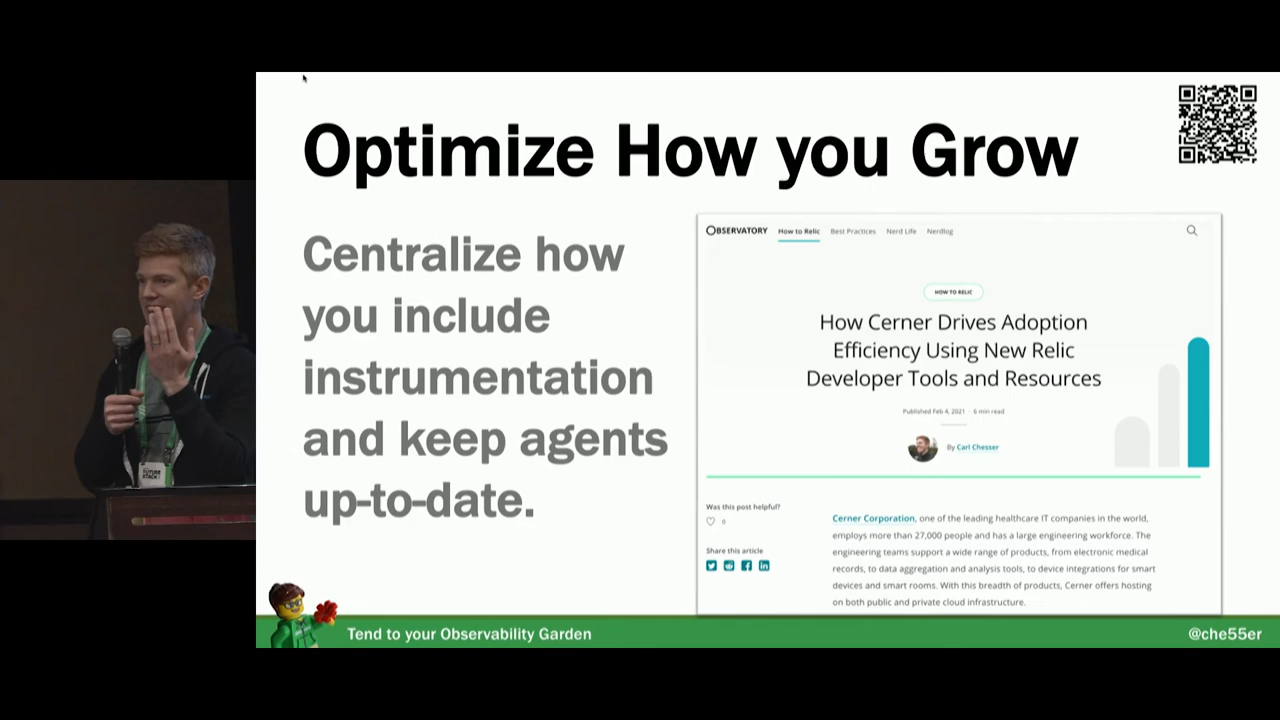 Optimize How you Grow
Centralize how
you include
instrumentation
and keep agents
up-to-date.
OBSERVATORY How to Relic Best Practices Nerd Life Nerdlog
HOW TO RELIC
How Cerner Drives Adoption
Efficiency Using New Relic
Developer Tools and Resources
Published Feb 4, 2021 · 6 min read
By Carl Chesser
Was this post helpful?
0
Share this article
Cerner Corporation, one of the leading healthcare IT companies in the world,
employs more than 27,000 people and has a large engineering workforce. The
engineering teams support a wide range of products, from electronic medical
records, to data aggregation and analysis tools, to device integrations for smart
devices and smart rooms. With this breadth of products, Cerner offers hosting
on both public and private cloud infrastructure.
FUTURE
STACK
Tend to your Observability Garden
@che55er